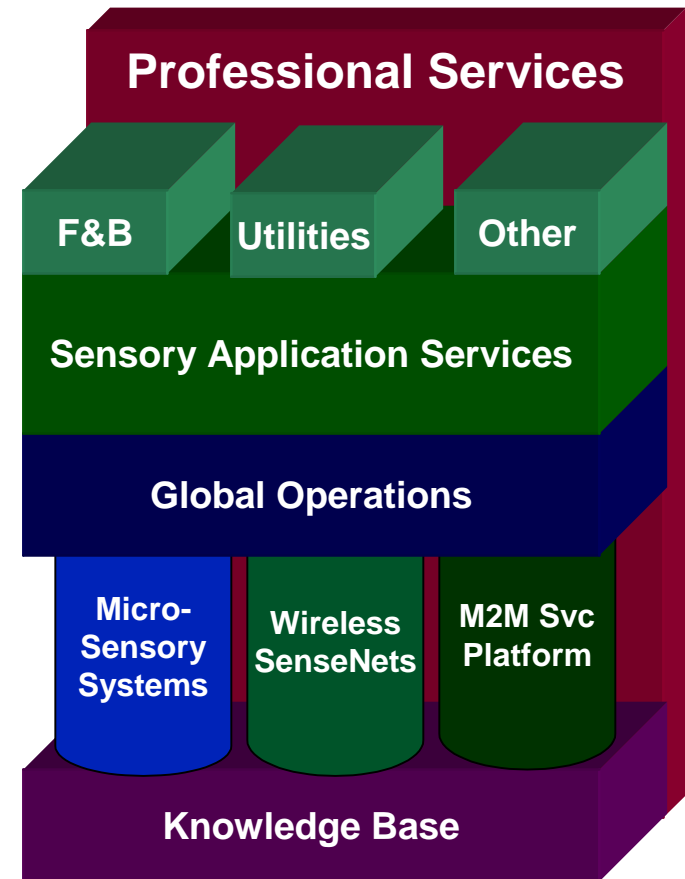 Professional Services
F&B
Utilities
Other
Sensory Application Services
Global Operations
Micro-
Sensory
Systems
Wireless
SenseNets
M2M Svc
Platform
Knowledge Base